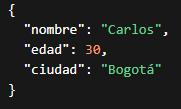 {
  "nombre": "Carlos",
  "edad": 30,
  "ciudad": "Bogotá"
}